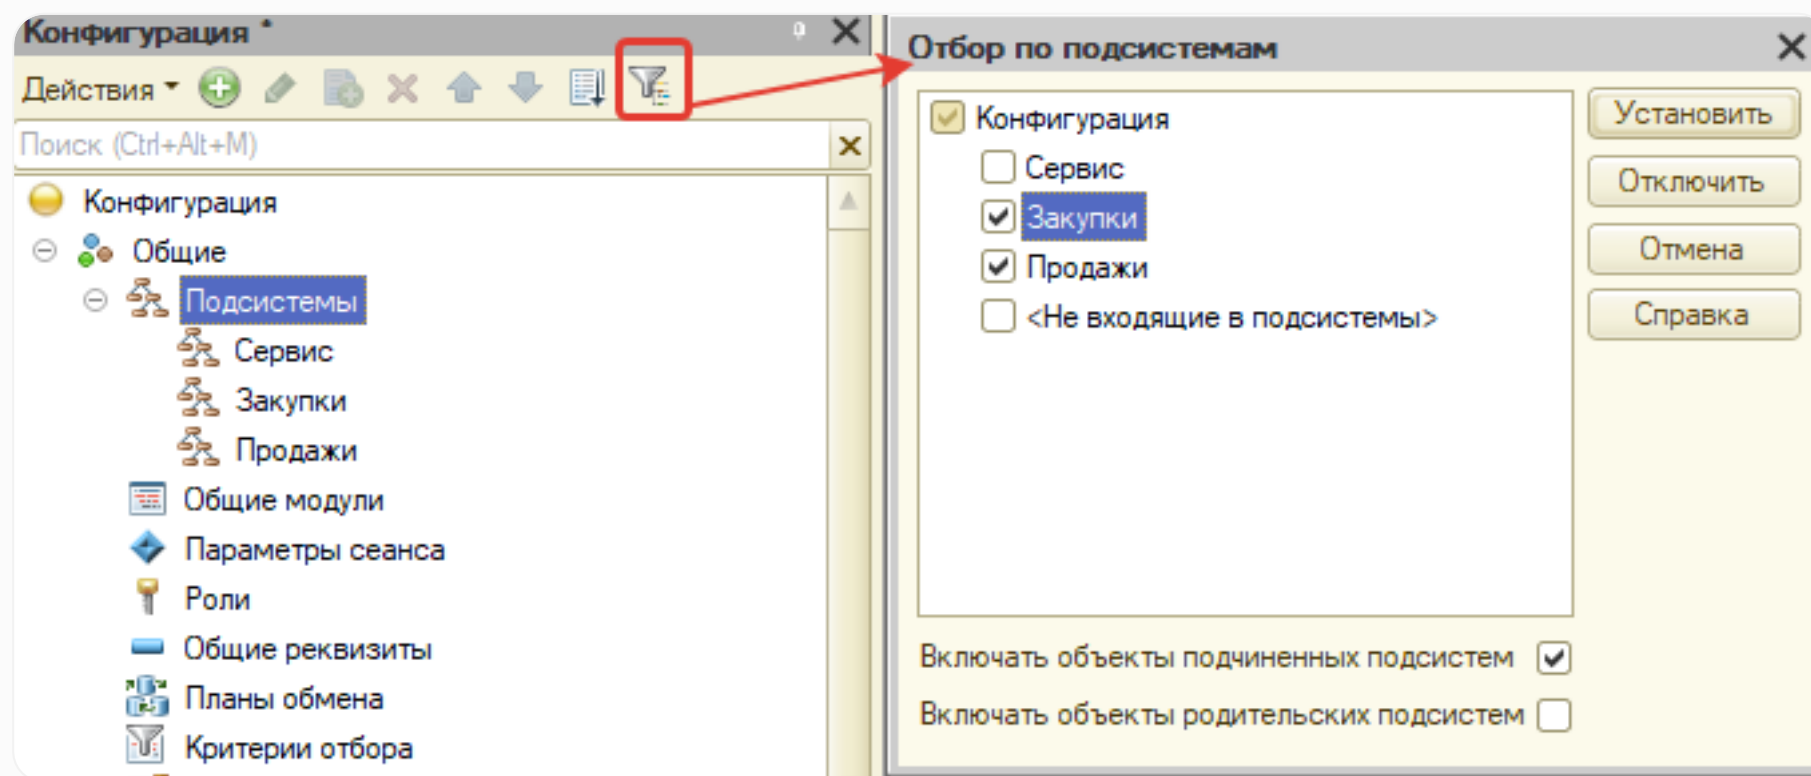 Конфигурация *
Действия
Поиск (Ctrl+Alt+M)
Конфигурация
Общие
Подсистемы
Сервис
Закупки
Продажи
Общие модули
Параметры сеанса
Роли
Общие реквизиты
Планы обмена
Критерии отбора
Отбор по подсистемам
Конфигурация
Сервис
Закупки
Продажи
<Не входящие в подсистемы>
Установить
Отключить
Отмена
Справка
Включать объекты подчиненных подсистем
Включать объекты родительских подсистем